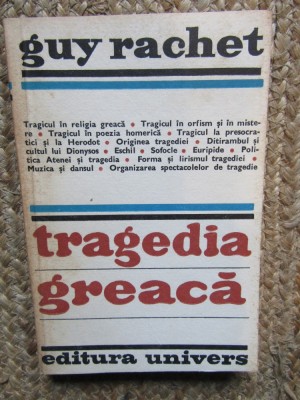 guy rachet
Tragicul în religia greacă • Tragicul în orfism și în miste-
re • Tragicul în poezia homerică • Tragicul la presocra-
tici și la Herodot • Originea tragediei • Ditirambul și
cultul lui Dionysos • Eschil • Sofocle • Euripide • Poli-
tica Atenei și tragedia • Forma și lirismul tragediei •
Muzica și dansul • Organizarea spectacolelor de tragedie
tragedia
greacă
editura univers